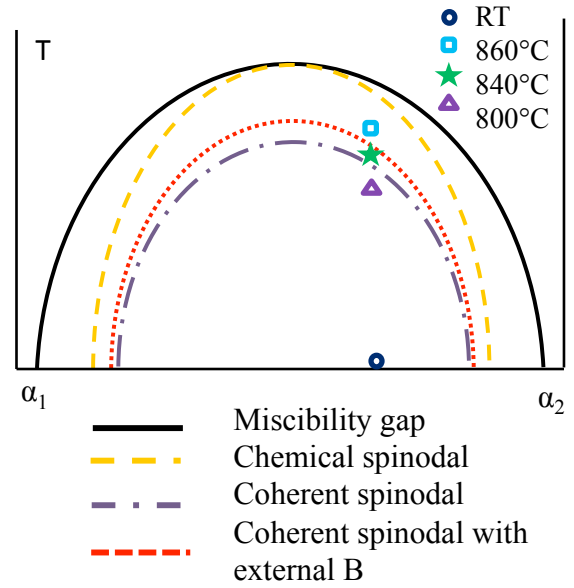 T
RT
860°C
840°C
800°C
α1
α2
Miscibility gap
Chemical spinodal
Coherent spinodal
Coherent spinodal with
external B